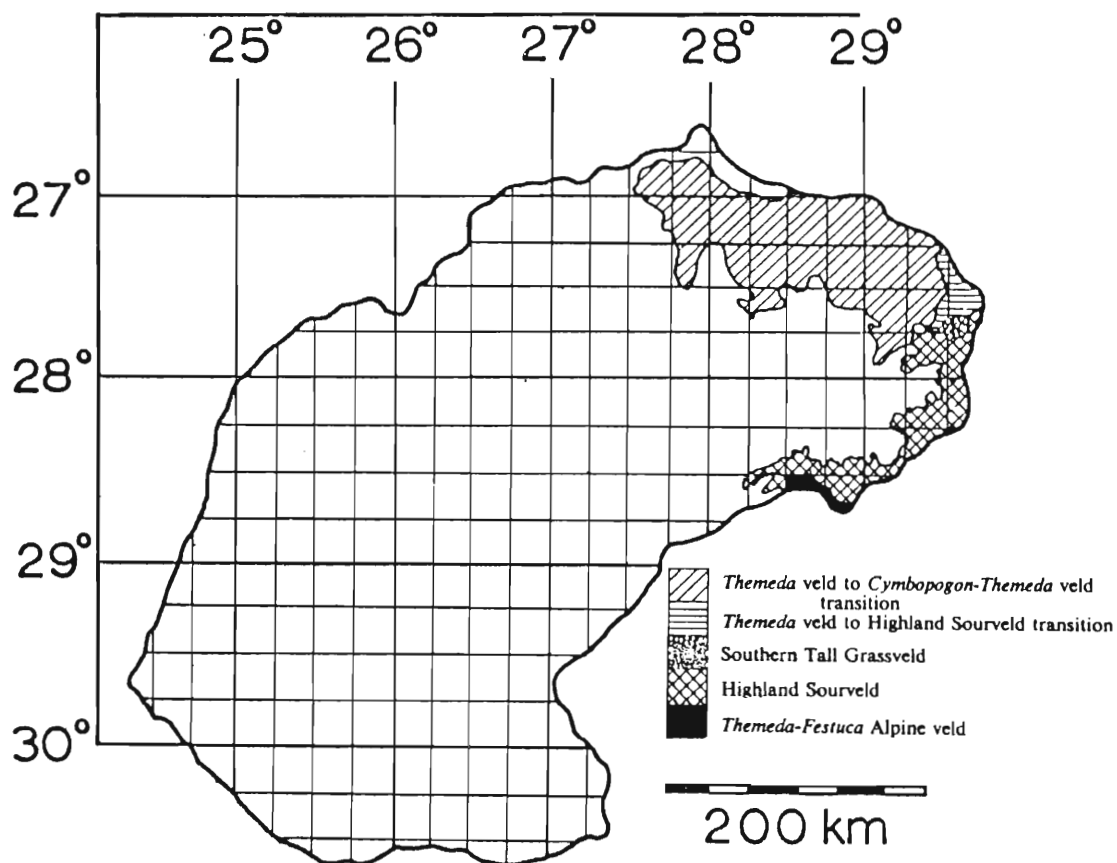 25° 26° 27° 28° 29°
27°
28°
29°
30°
Themeda veld to Cymbopogon-Themeda veld
transition
Themeda veld to Highland Sourveld transition
Southern Tall Grassveld
Highland Sourveld
Themeda-Festuca Alpine veld
200 km